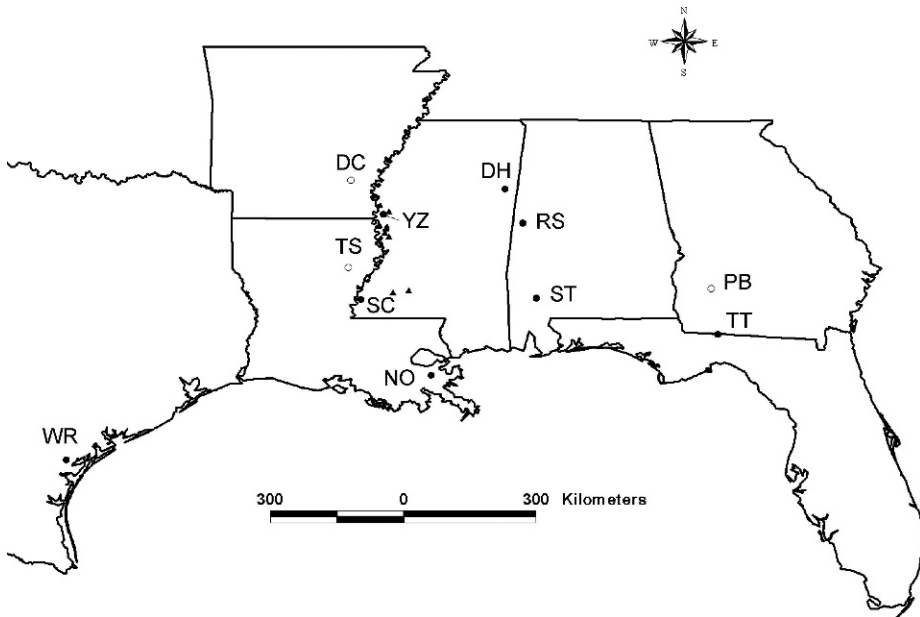 N
W E
S
DC
DH
YZ
RS
TS
PB
SC
ST
TT
NO
WR
300 0 300 Kilometers